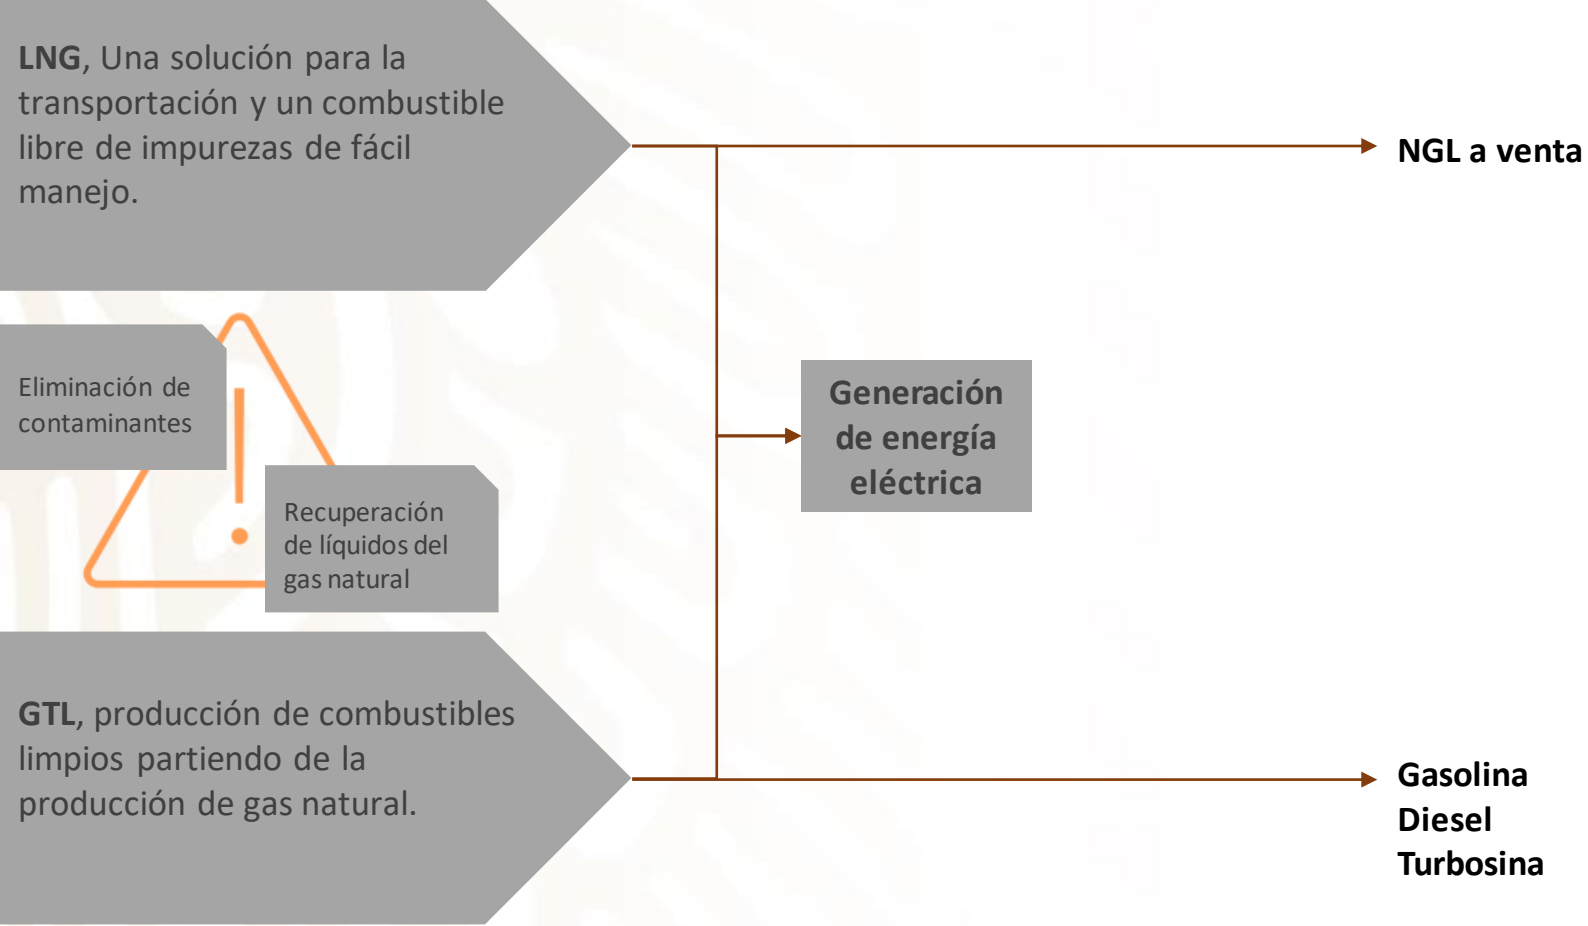 LNG, Una solución para la
transportación y un combustible
libre de impurezas de fácil
manejo.
NGL a venta
Eliminación de
contaminantes
Generación
de energía
eléctrica
Recuperación
de líquidos del
gas natural
GTL, producción de combustibles
limpios partiendo de la
producción de gas natural.
Gasolina
Diesel
Turbosina